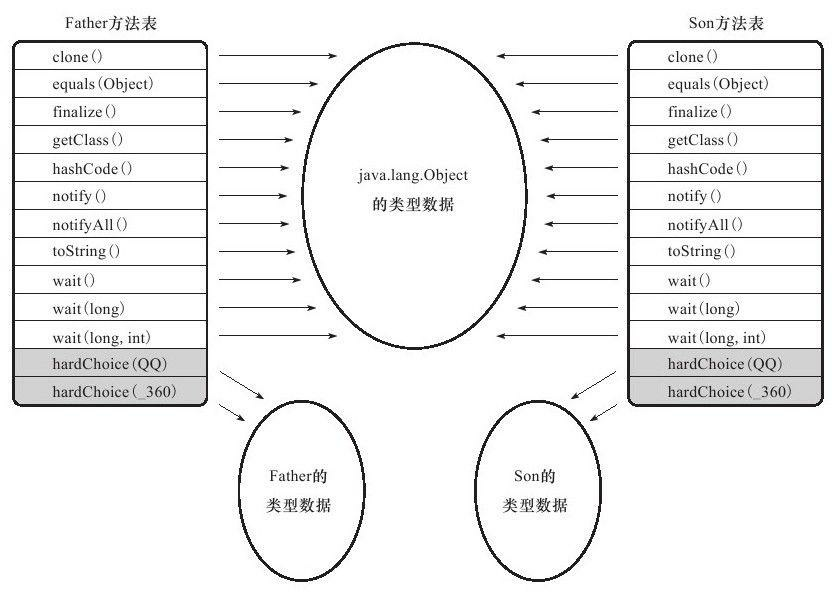 Father方法表
clone()
equals(Object)
finalize()
getClass()
hashCode()
notify()
notifyAll()
toString()
wait()
wait(long)
wait(long, int)
hardChoice(QQ)
hardChoice(_360)
java.lang.Object
的类型数据
Son方法表
clone()
equals(Object)
finalize()
getClass()
hashCode()
notify()
notifyAll()
toString()
wait()
wait(long)
wait(long, int)
hardChoice(QQ)
hardChoice(_360)
Father的
类型数据
Son的
类型数据